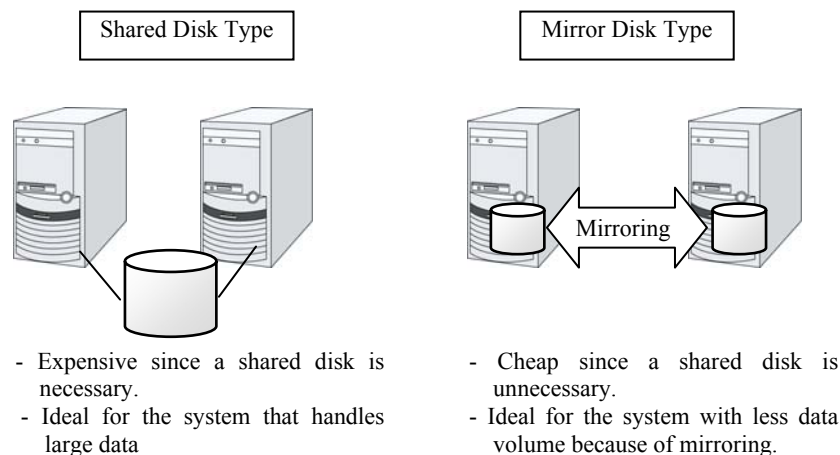 Shared Disk Type
- Expensive since a shared disk is
necessary.
- Ideal for the system that handles
large data
Mirror Disk Type
Mirroring
- Cheap since a shared disk is
unnecessary.
- Ideal for the system with less data
volume because of mirroring.